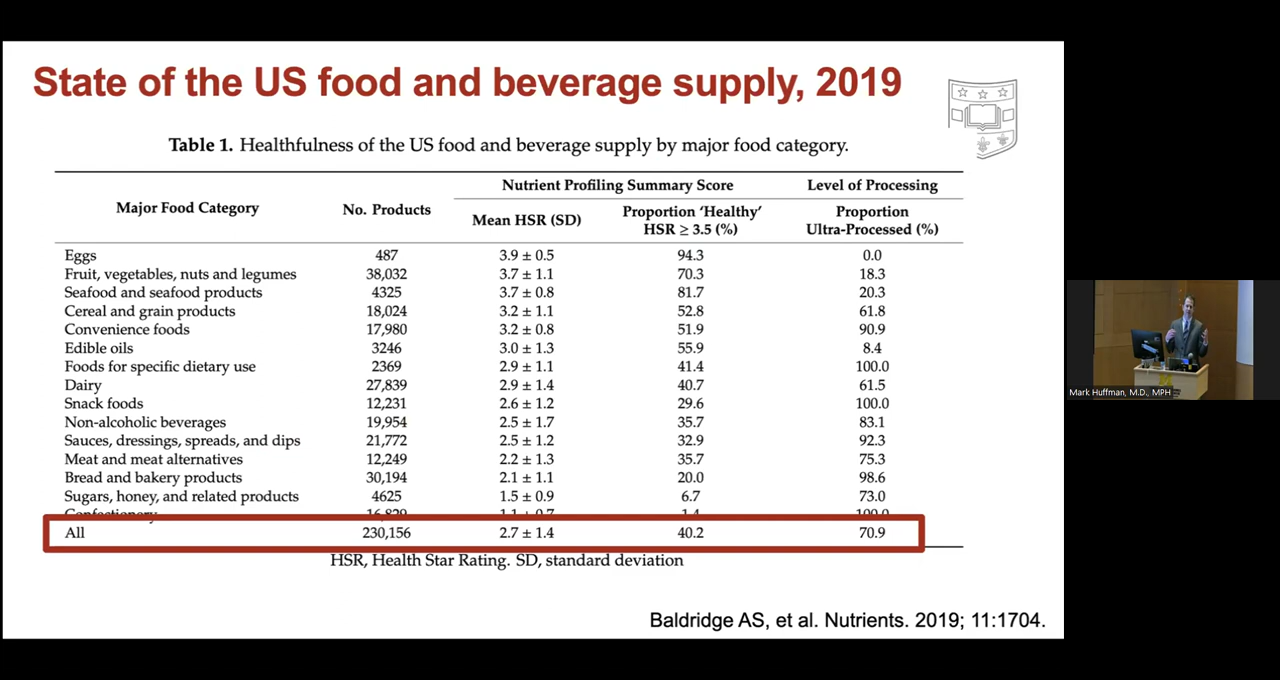 State of the US food and beverage supply, 2019
Table 1. Healthfulness of the US food and beverage supply by major food category.
Nutrient Profiling Summary Score Level of Processing
Major Food Category No. Products Mean HSR (SD) Proportion ‘Healthy’ HSR ≥ 3.5 (%) Proportion Ultra-Processed (%)
Eggs 487 3.9 ± 0.5 94.3 0.0
Fruit, vegetables, nuts and legumes 38,032 3.7 ± 1.1 70.3 18.3
Seafood and seafood products 4325 3.7 ± 0.8 81.7 20.3
Cereal and grain products 18,024 3.2 ± 1.1 52.8 61.8
Convenience foods 17,980 3.2 ± 0.8 51.9 90.9
Edible oils 3246 3.0 ± 1.3 55.9 8.4
Foods for specific dietary use 2369 2.9 ± 1.1 41.4 100.0
Dairy 27,839 2.9 ± 1.4 40.7 61.5
Snack foods 12,231 2.6 ± 1.2 29.6 100.0
Non-alcoholic beverages 19,954 2.5 ± 1.7 35.7 83.1
Sauces, dressings, spreads, and dips 21,772 2.5 ± 1.2 32.9 92.3
Meat and meat alternatives 12,249 2.2 ± 1.3 35.7 75.3
Bread and bakery products 30,194 2.1 ± 1.1 20.0 98.6
Sugars, honey, and related products 4625 1.5 ± 0.9 6.7 73.0
Confectionery 16,829 1.1 ± 0.7 1.4 100.0
All 230,156 2.7 ± 1.4 40.2 70.9
HSR, Health Star Rating. SD, standard deviation
Baldridge AS, et al. Nutrients. 2019; 11:1704.
Mark Huffman, M.D., MPH